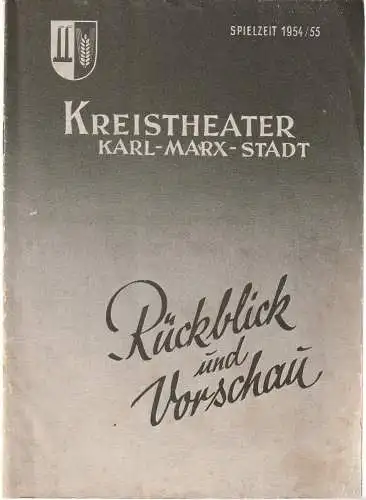 SPIELZEIT 1954/55
KREISTHEATER
KARL-MARX-STADT
Rückblick
und
Vorschau